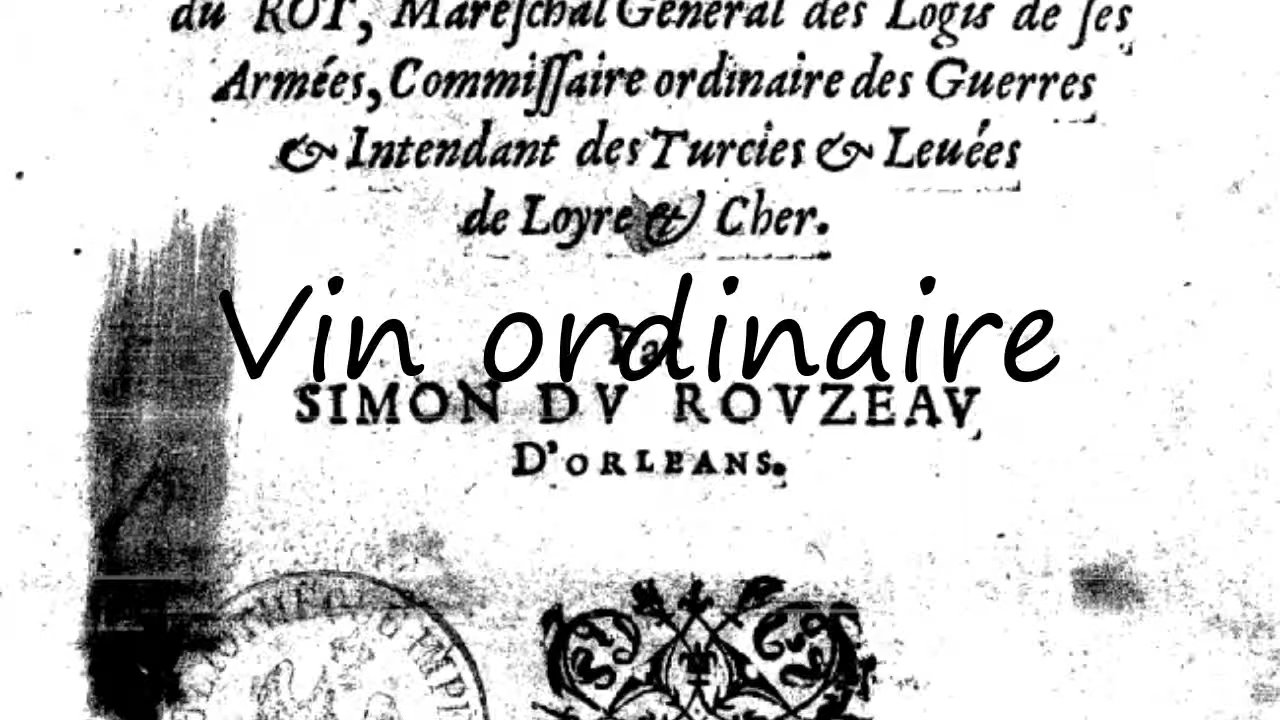 du ROY, Mareſchal General des Logis de ſes
Armées, Commiſſaire ordinaire des Guerres
& Intendant des Turcies & Leuées
de Loyre & Cher.
Vin ordinaire
Par
SIMON DV ROVZEAV,
D'ORLEANS.